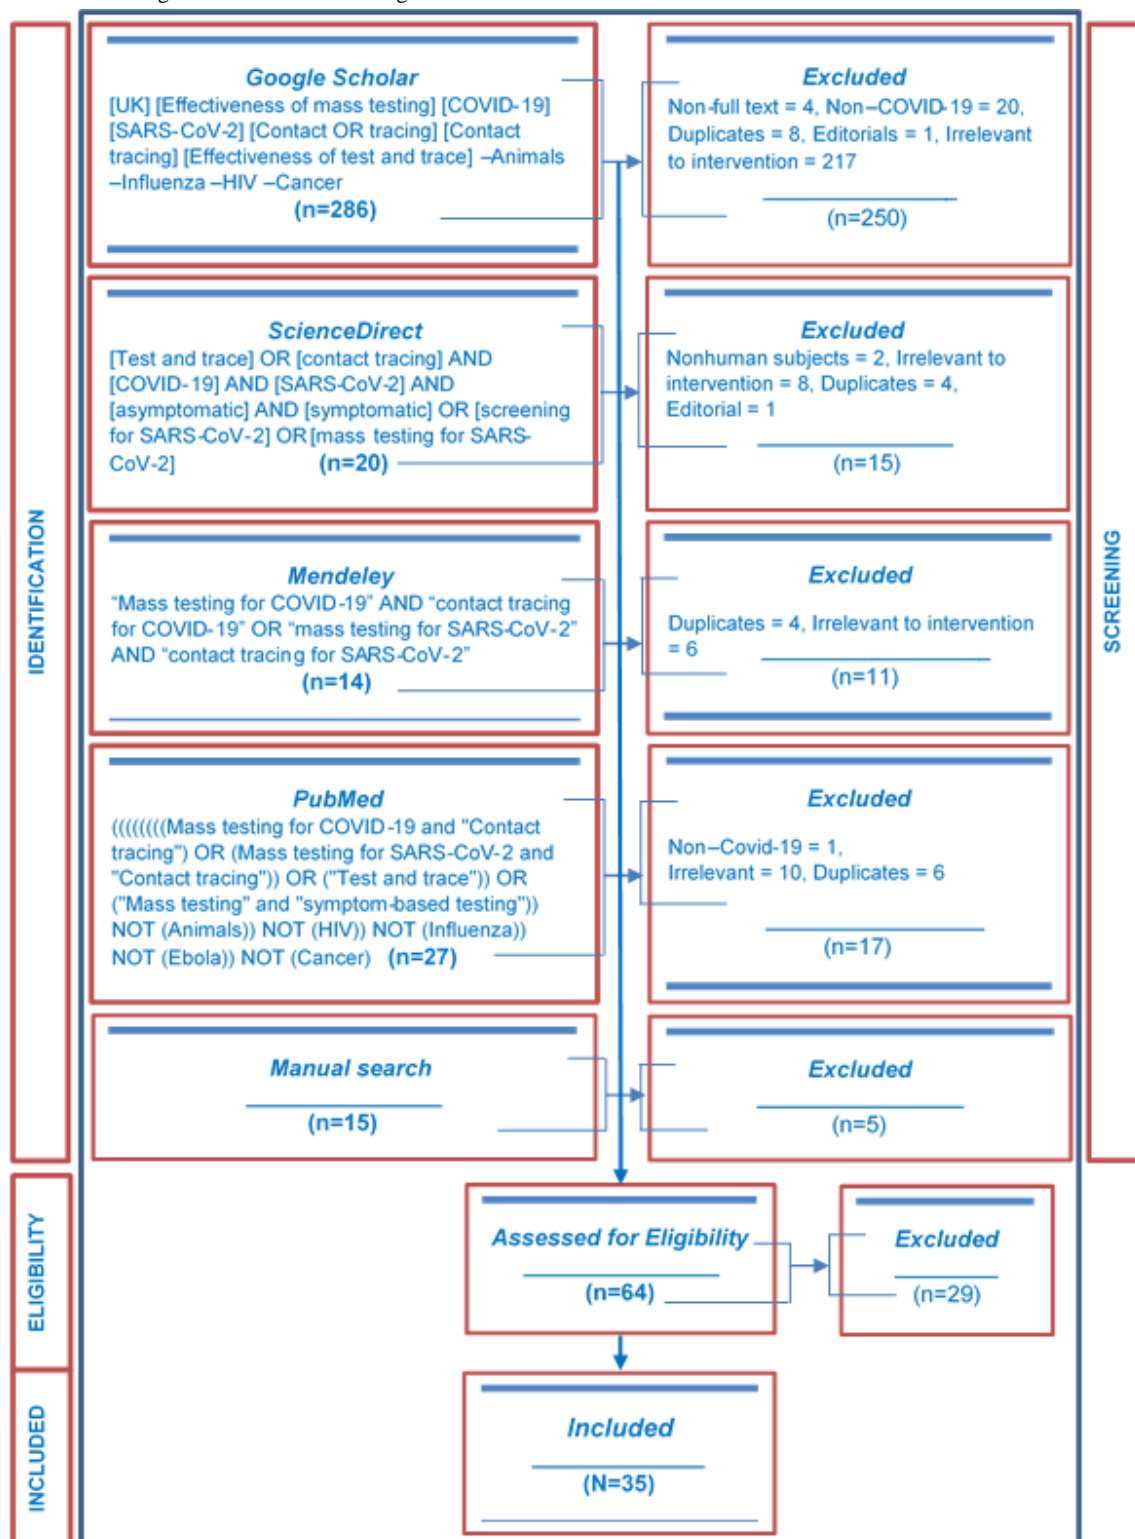 Google Scholar
[UK] [Effectiveness of mass testing] [COVID-19]
[SARS-CoV-2] [Contact OR tracing] [Contact
tracing] [Effectiveness of test and trace] –Animals
–Influenza –HIV –Cancer
(n=286)
Excluded
Non-full text = 4, Non–COVID-19 = 20,
Duplicates = 8, Editorials = 1, Irrelevant
to intervention = 217
(n=250)
ScienceDirect
[Test and trace] OR [contact tracing] AND
[COVID-19] AND [SARS-CoV-2] AND
[asymptomatic] AND [symptomatic] OR [screening
for SARS-CoV-2] OR [mass testing for SARS-
CoV-2]
(n=20)
Excluded
Nonhuman subjects = 2, Irrelevant to
intervention = 8, Duplicates = 4,
Editorial = 1
(n=15)
IDENTIFICATION
SCREENING
Mendeley
“Mass testing for COVID-19” AND “contact tracing
for COVID-19” OR “mass testing for SARS-CoV-2”
AND “contact tracing for SARS-CoV-2”
(n=14)
Excluded
Duplicates = 4, Irrelevant to intervention
= 6
(n=11)
PubMed
((((((((Mass testing for COVID-19 and "Contact
tracing") OR (Mass testing for SARS-CoV-2 and
"Contact tracing")) OR ("Test and trace")) OR
("Mass testing" and "symptom-based testing"))
NOT (Animals)) NOT (HIV)) NOT (Influenza))
NOT (Ebola)) NOT (Cancer) (n=27)
Excluded
Non–Covid-19 = 1,
Irrelevant = 10, Duplicates = 6
(n=17)
Manual search
(n=15)
Excluded
(n=5)
ELIGIBILITY
Assessed for Eligibility
(n=64)
Excluded
(n=29)
INCLUDED
Included
(N=35)